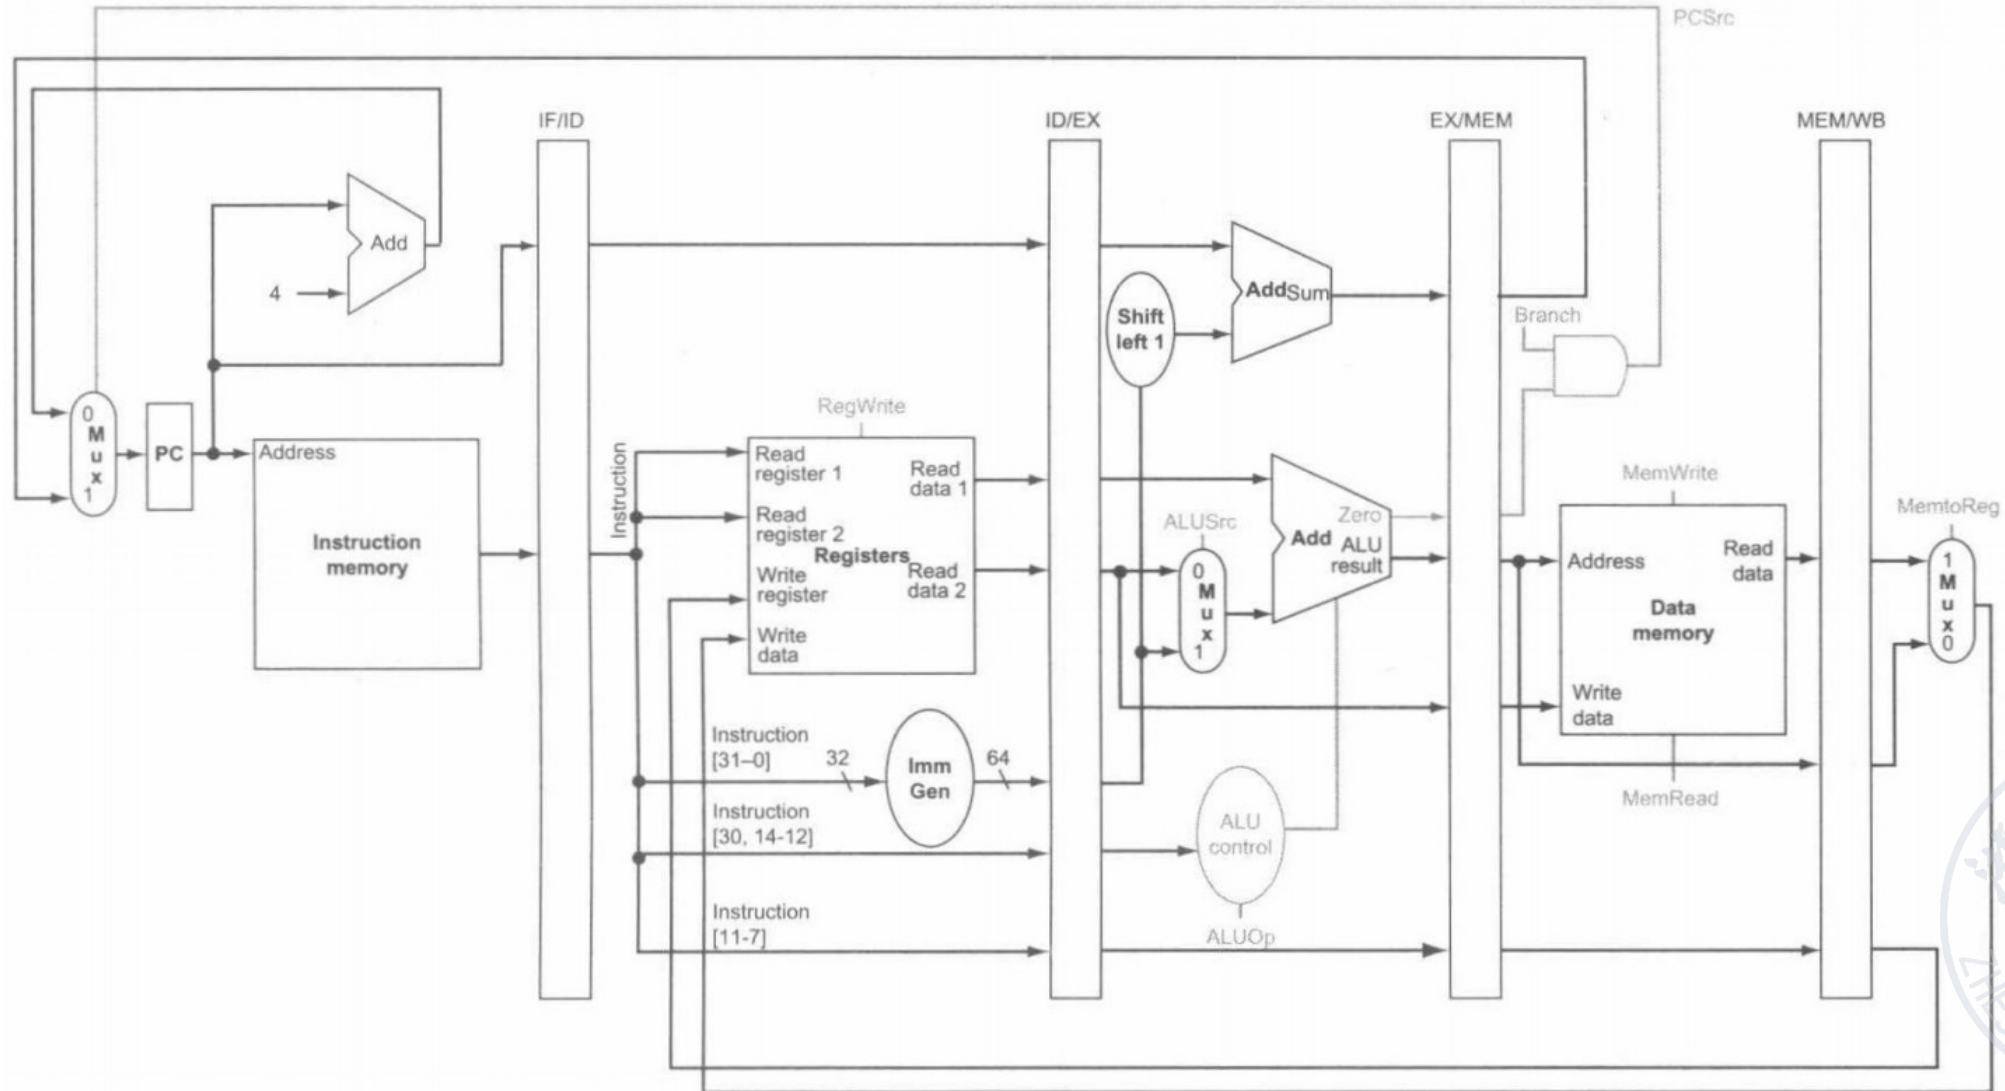 PCSrc
IF/ID
ID/EX
EX/MEM
MEM/WB
Add
4
Add Sum
Shift
left 1
Branch
RegWrite
0
M
u
x
1
PC
Address
Instruction
memory
Instruction
Read
register 1
Read
data 1
Read
register 2
Registers
Write
register
Read
data 2
Write
data
ALUSrc
0
M
u
x
1
Zero
Add
ALU
result
MemWrite
MemtoReg
Address
Read
data
Data
memory
Write
data
1
M
u
x
0
MemRead
Instruction
[31–0]
32
Imm
Gen
64
Instruction
[30, 14-12]
ALU
control
Instruction
[11-7]
ALUOp